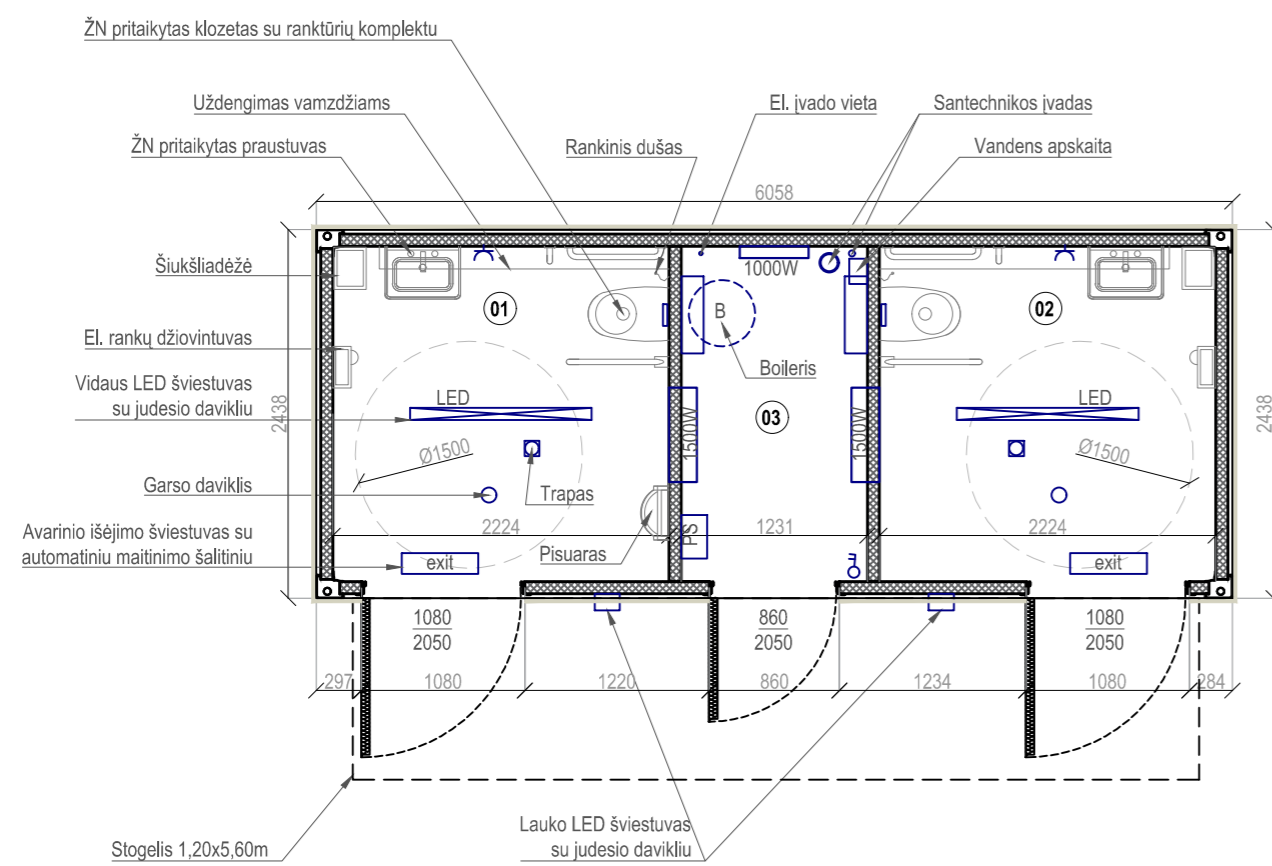 ŽN pritaikytas klozetas su ranktūrių komplektu
Uždengimas vamzdžiams
El. įvado vieta
Santechnikos įvadas
ŽN pritaikytas praustuvas
Rankinis dušas
Vandens apskaita
6058
Šiukšliadėžė
1000W
01
B
02
El. rankų džiovintuvas
Boileris
Vidaus LED šviestuvas
su judesio davikliu
LED
LED
2438
1500W
03
1500W
2438
Ø1500
Ø1500
Garso daviklis
Trapas
2224
1231
2224
Avarinio išėjimo šviestuvas su
automatiniu maitinimo šalitiniu
exit
Pisuaras
PS
exit
1080
2050
860
2050
1080
2050
297
1080
1220
860
1234
1080
284
Lauko LED šviestuvas
su judesio davikliu
Stogelis 1,20x5,60m